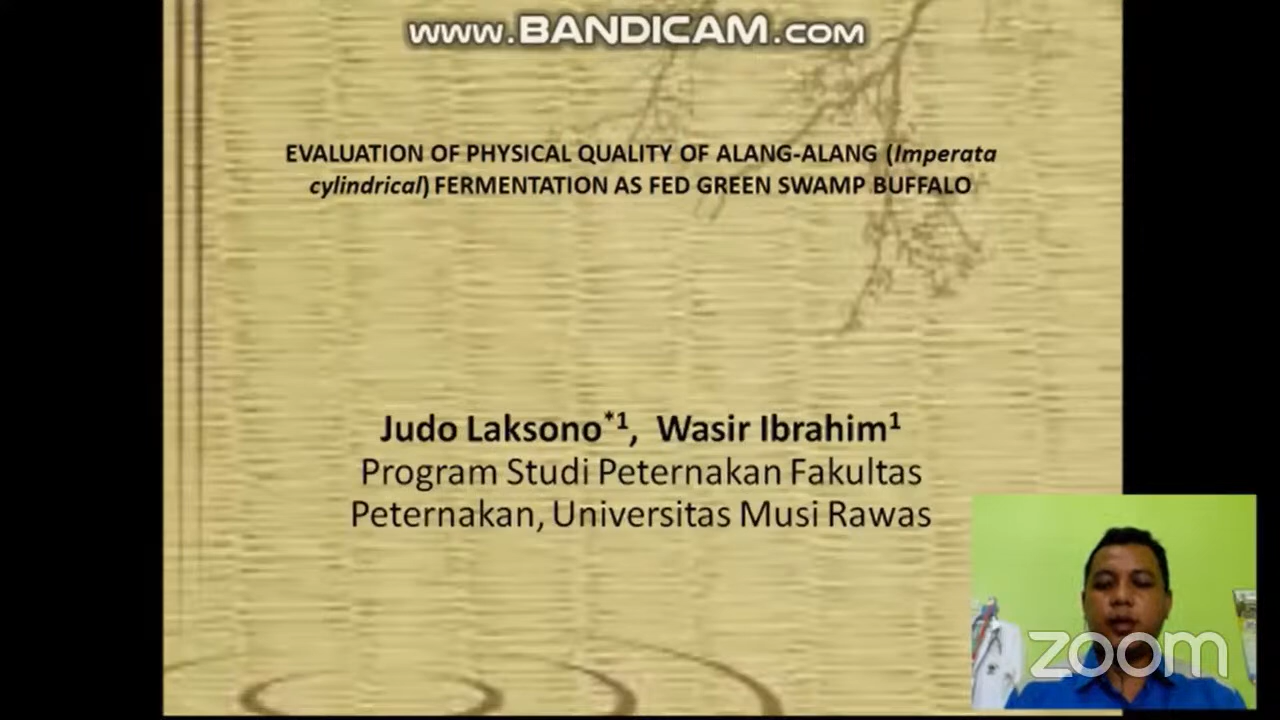 www.BANDICAM.COM
EVALUATION OF PHYSICAL QUALITY OF ALANG-ALANG (Imperata
cylindrical) FERMENTATION AS FED GREEN SWAMP BUFFALO
Judo Laksono*1, Wasir Ibrahim1
Program Studi Peternakan Fakultas
Peternakan, Universitas Musi Rawas
zoom